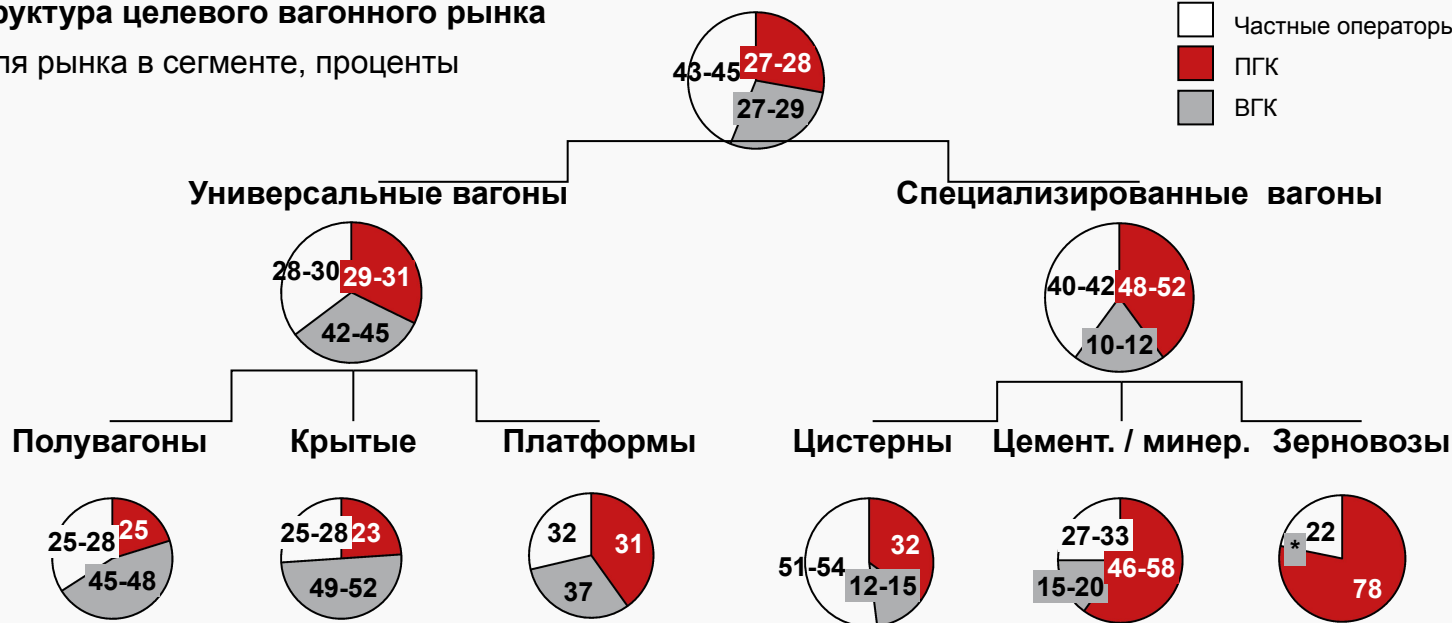 руктура целевого вагонного рынка
ля рынка в сегменте, проценты
Частные операторы
ПГК
ВГК
43-45
27-28
27-29
Универсальные вагоны
Специализированные вагоны
28-30
29-31
42-45
40-42
48-52
10-12
Полувагоны
Крытые
Платформы
Цистерны
Цемент. / минер.
Зерновозы
25-28
25
45-48
25-28
23
49-52
32
31
37
51-54
32
12-15
27-33
46-58
15-20
22
*
78